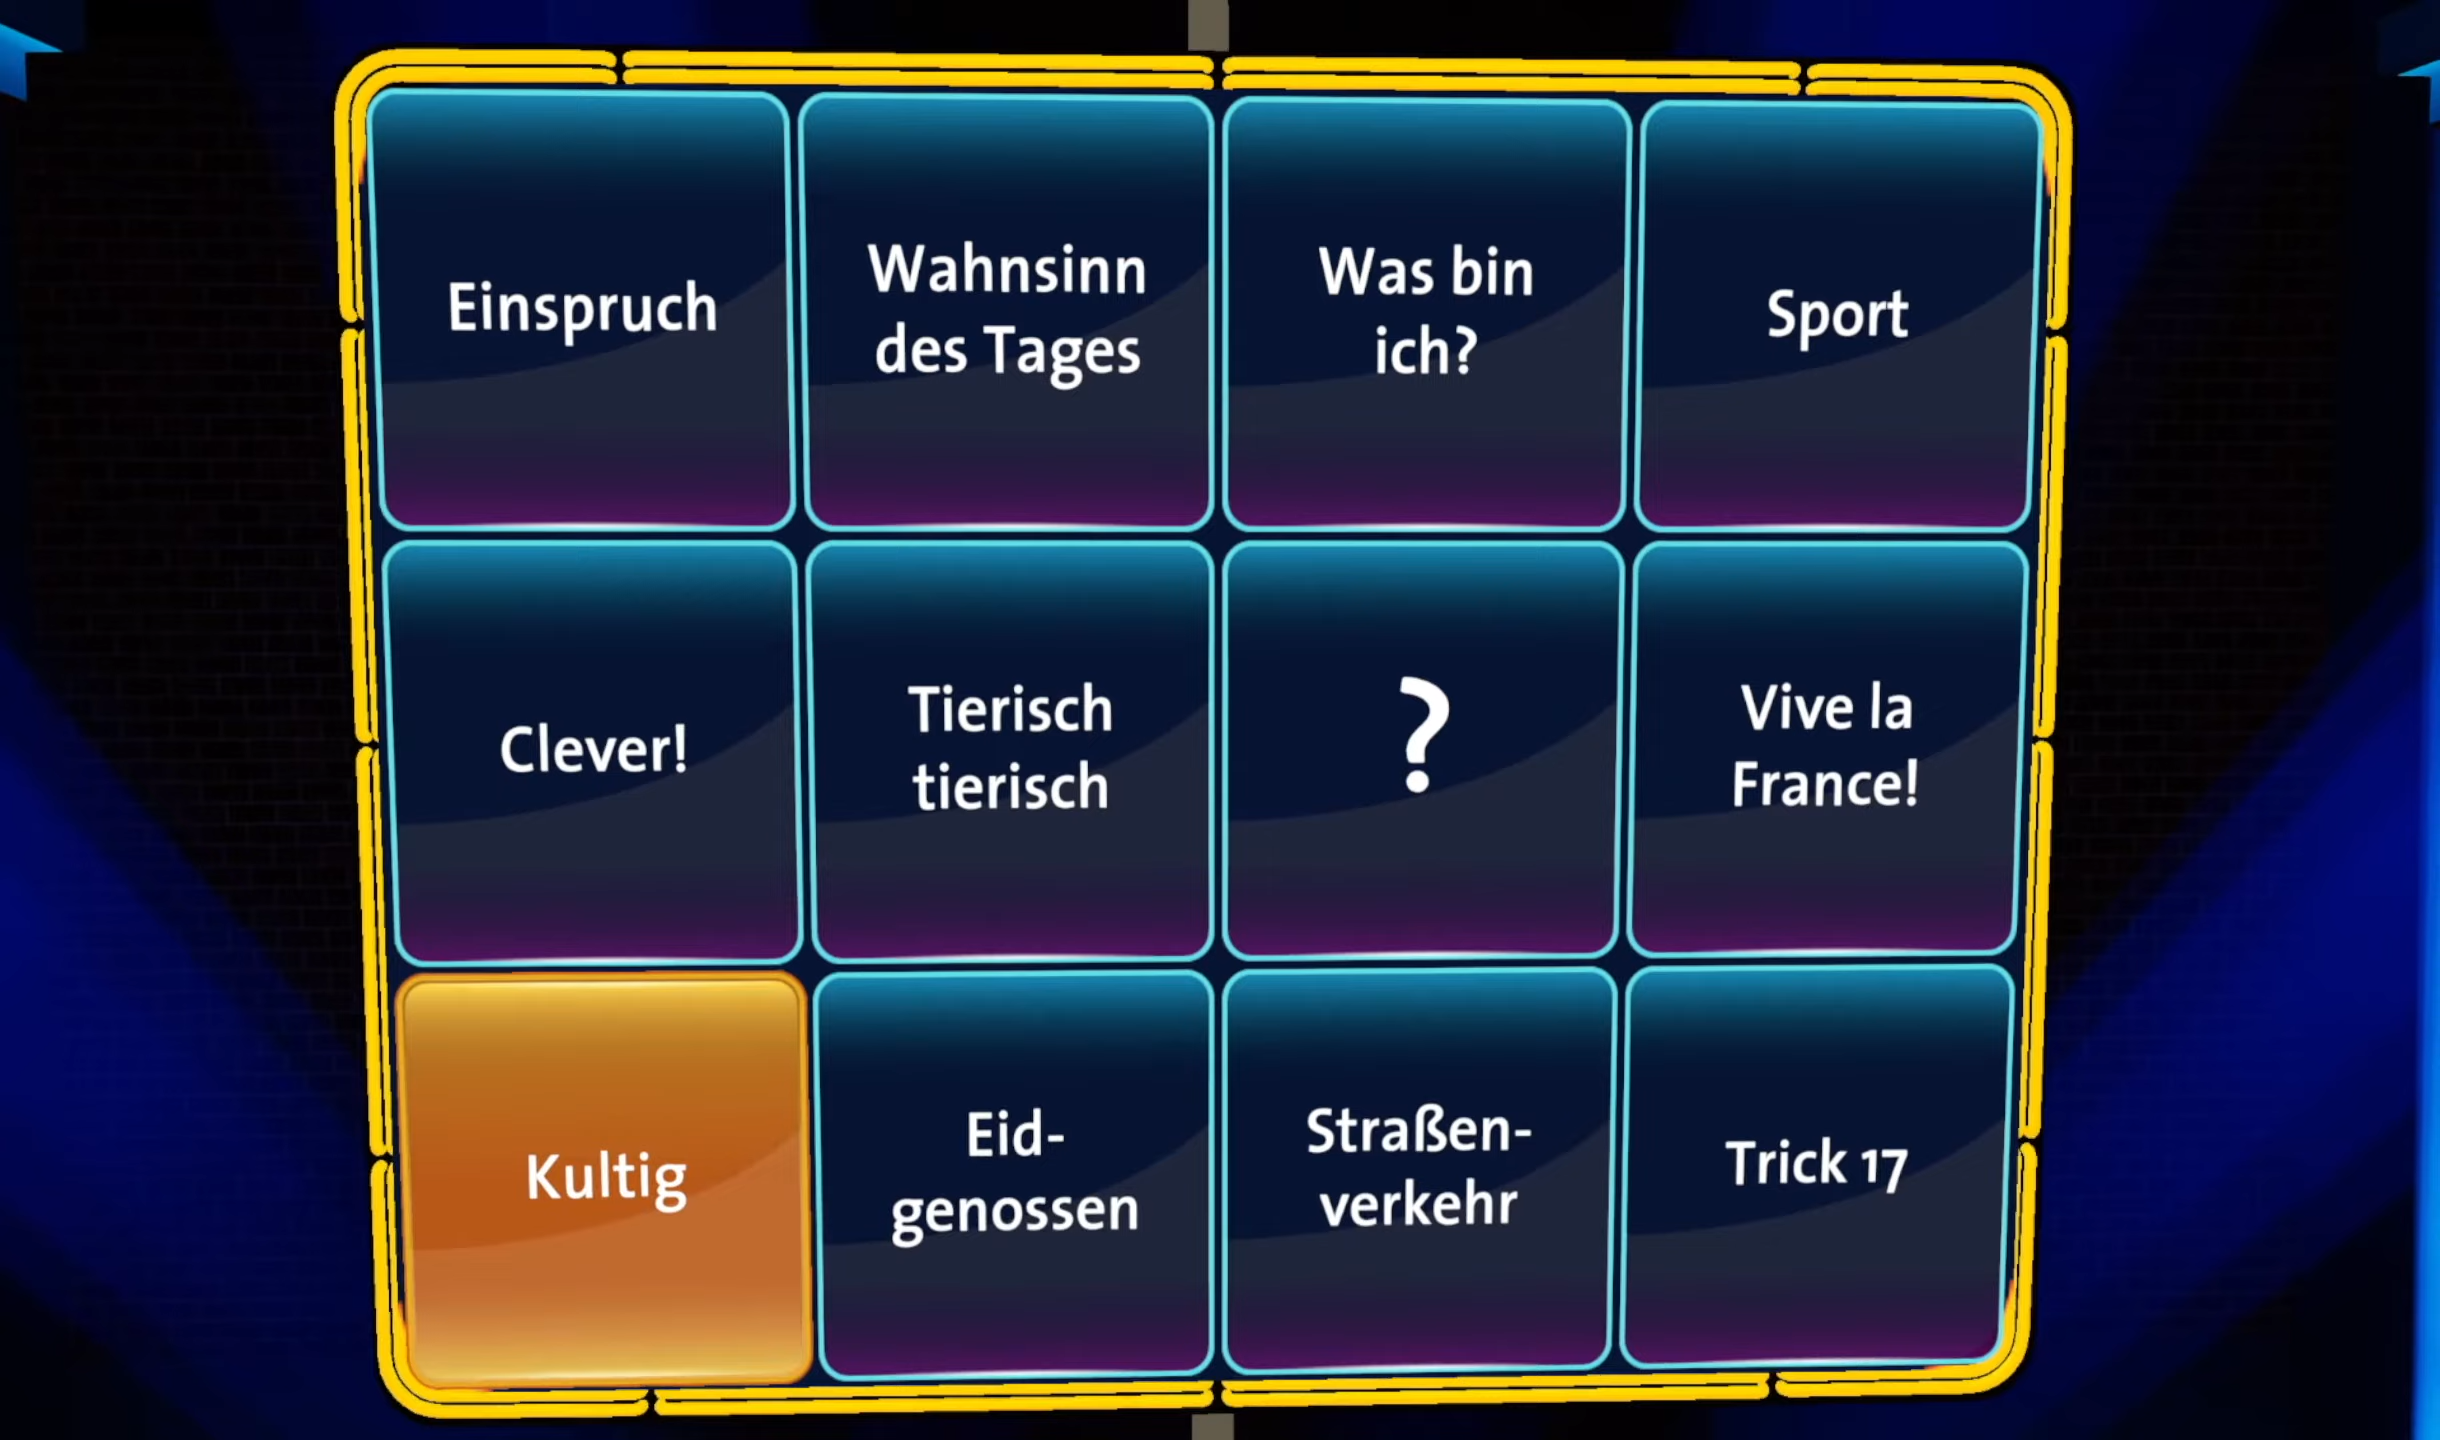 Einspruch
Wahnsinn
des Tages
Was bin
ich?
Sport
Clever!
Tierisch
tierisch
?
Vive la
France!
Kultig
Eid-
genossen
Straßen-
verkehr
Trick 17